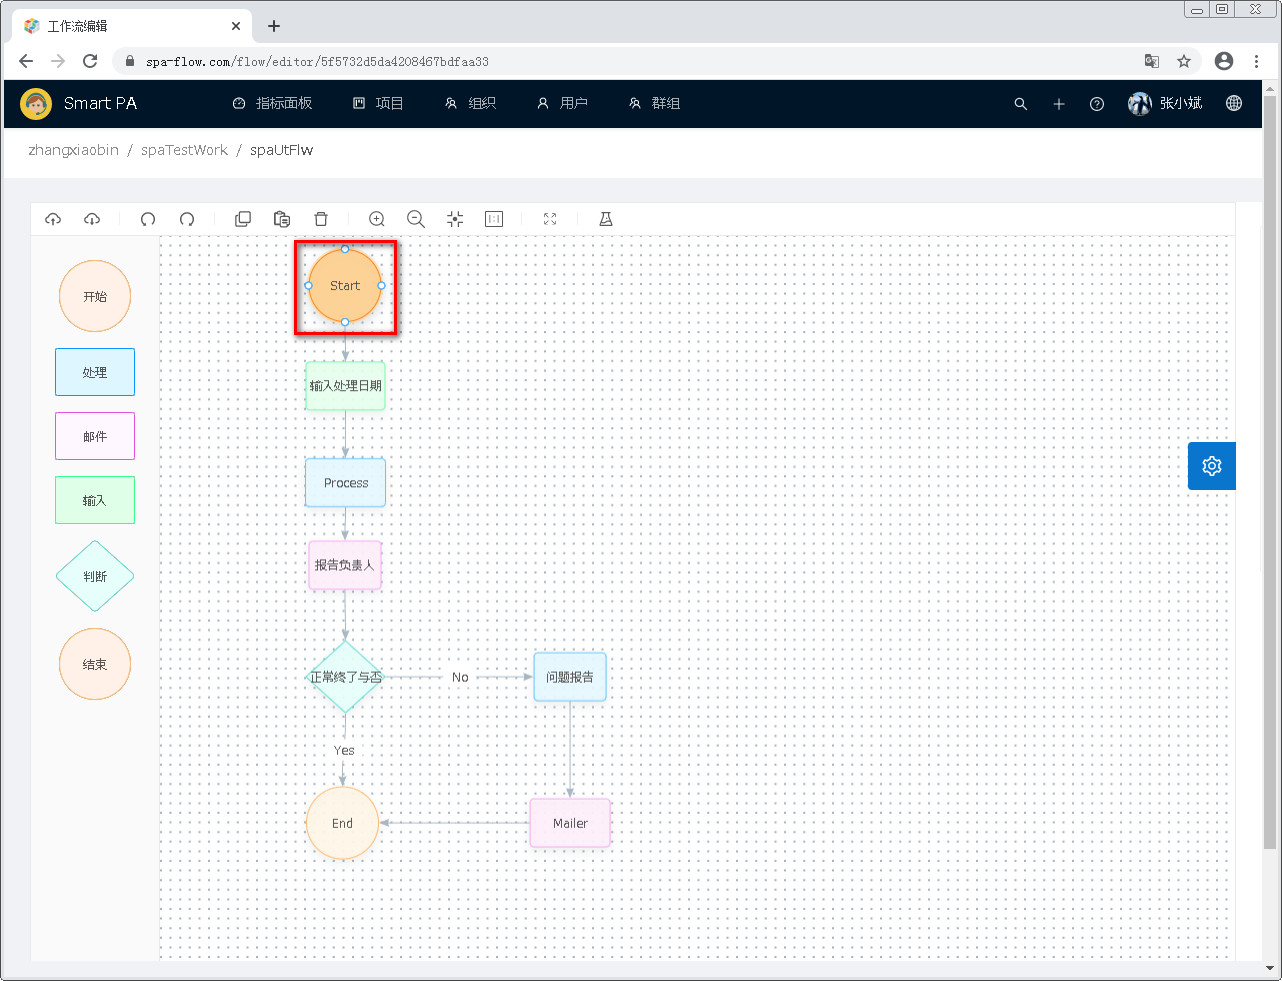 工作流编辑
spa-flow.com/flow/editor/5f5732d5da4208467bdfaa33
Smart PA 指标面板 项目 组织 用户 群组 张小斌
zhangxiaobin / spaTestWork / spaUtFlw
开始
处理
邮件
输入
判断
结束
Start
输入处理日期
Process
报告负责人
正常终了与否
No
问题报告
Yes
End
Mailer